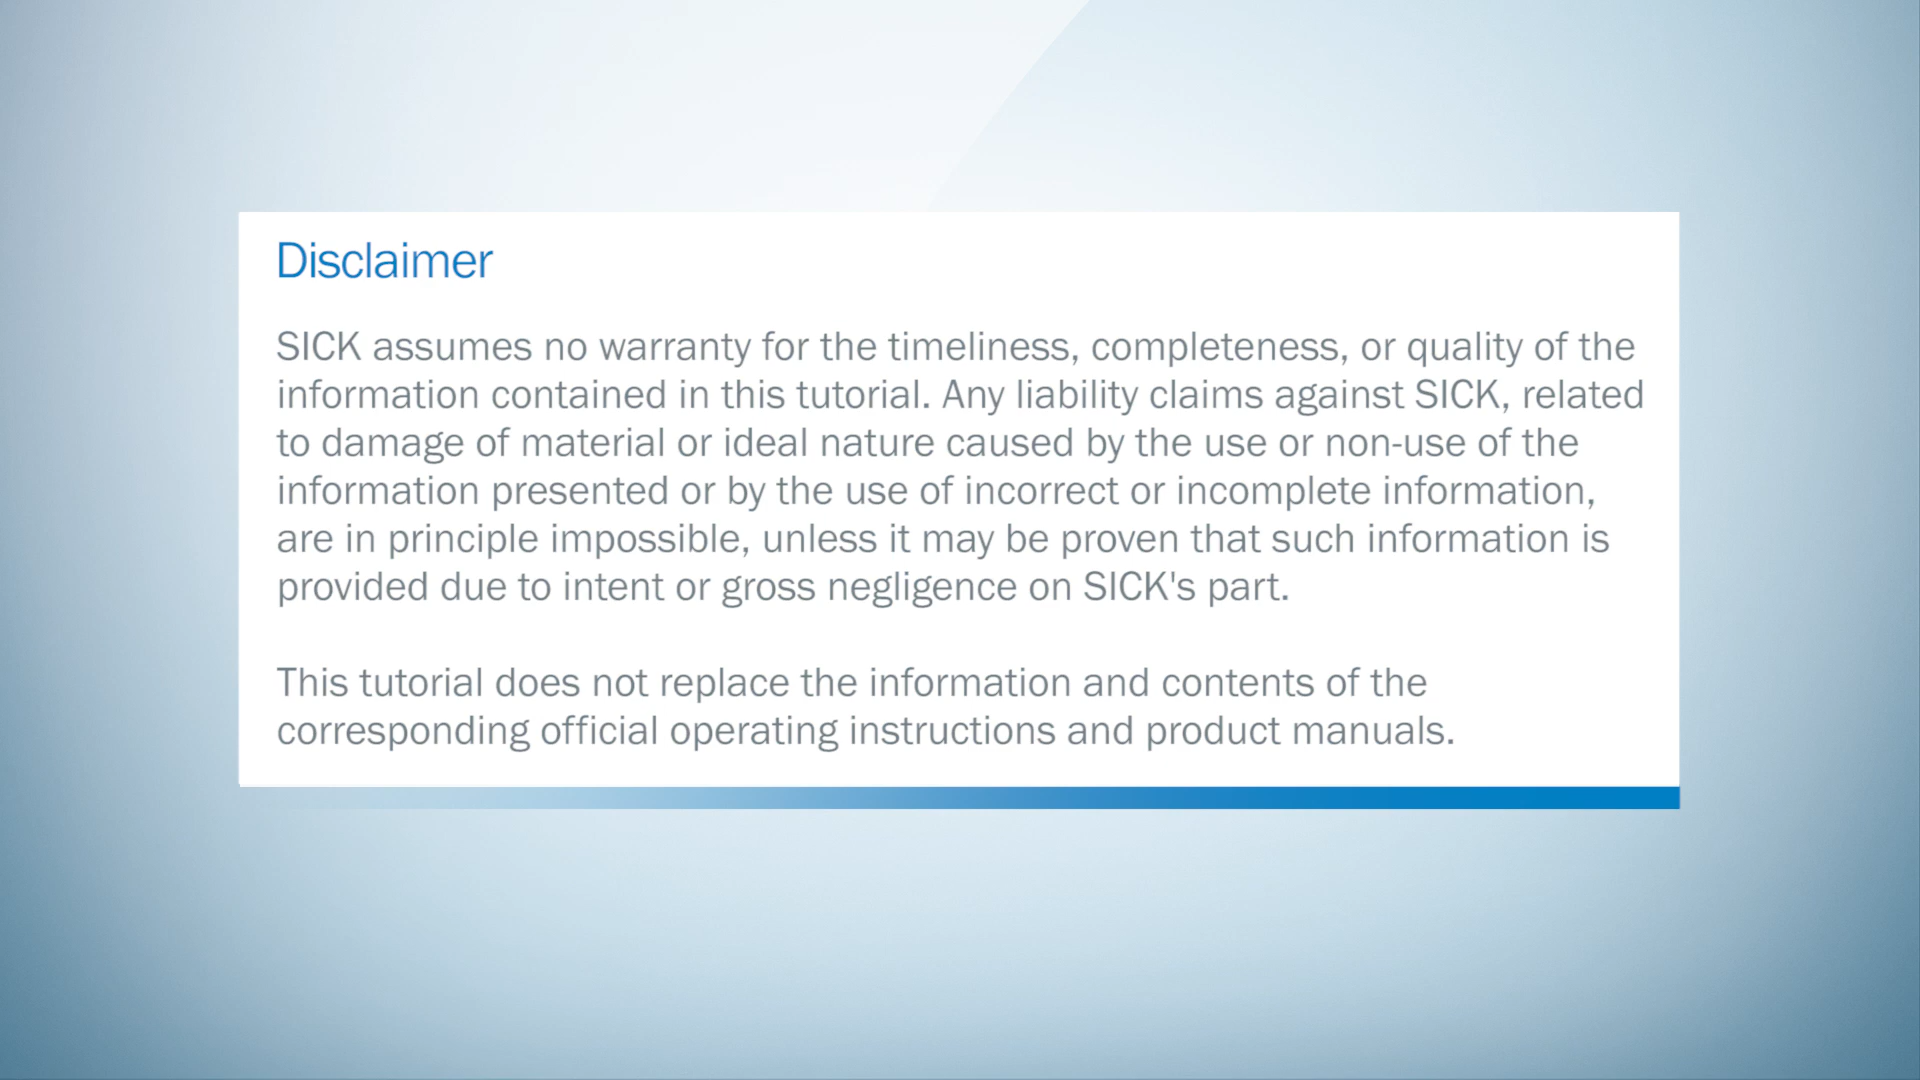 Disclaimer
SICK assumes no warranty for the timeliness, completeness, or quality of the
information contained in this tutorial. Any liability claims against SICK, related
to damage of material or ideal nature caused by the use or non-use of the
information presented or by the use of incorrect or incomplete information,
are in principle impossible, unless it may be proven that such information is
provided due to intent or gross negligence on SICK's part.
This tutorial does not replace the information and contents of the
corresponding official operating instructions and product manuals.